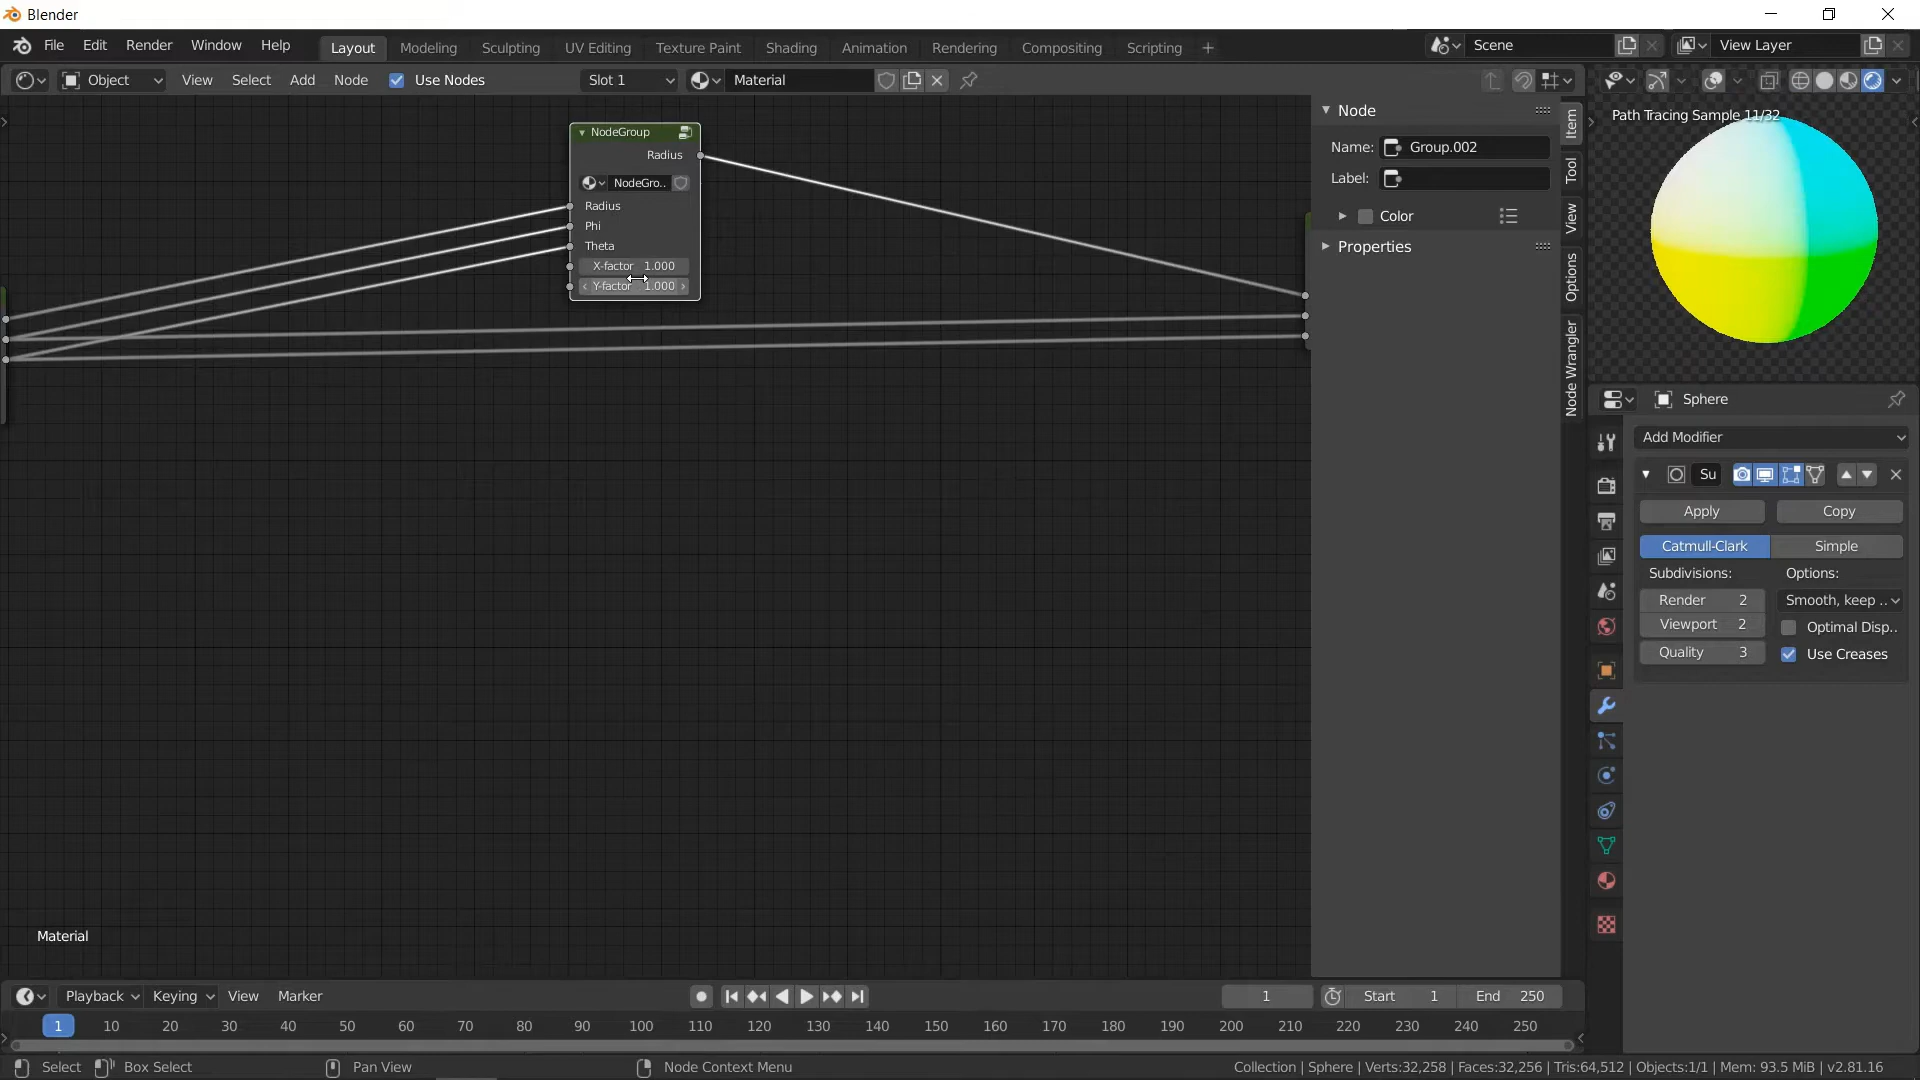 Blender
File Edit Render Window Help Layout Modeling Sculpting UV Editing Texture Paint Shading Animation Rendering Compositing Scripting + Scene View Layer
Object View Select Add Node Use Nodes Slot 1 Material
Path Tracing Sample 11/32
NodeGroup
Radius
NodeGro..
Radius
Phi
Theta
X-factor 1.000
Y-factor 1.000
Node
Name: Group.002
Label:
Color
Properties
Item
Tool
View
Options
Node Wrangler
Sphere
Add Modifier
Su
Apply Copy
Catmull-Clark Simple
Subdivisions: Options:
Render 2 Smooth, keep ..
Viewport 2 Optimal Disp..
Quality 3 Use Creases
Material
Playback Keying View Marker 1 Start 1 End 250
1 10 20 30 40 50 60 70 80 90 100 110 120 130 140 150 160 170 180 190 200 210 220 230 240 250
Select Box Select Pan View Node Context Menu Collection | Sphere | Verts:32,258 | Faces:32,256 | Tris:64,512 | Objects:1/1 | Mem: 93.5 MiB | v2.81.16